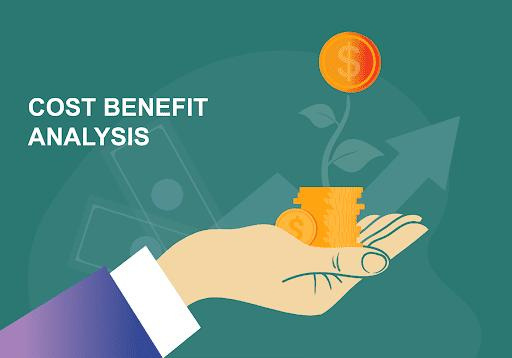 COST BENEFIT
ANALYSIS
$
$